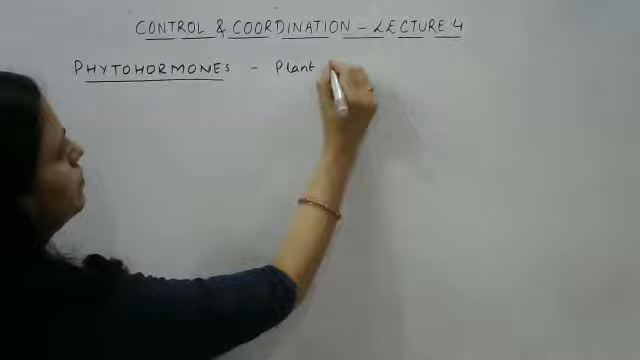 CONTROL & COORDINATION - LECTURE 4
PHYTOHORMONES - Plant